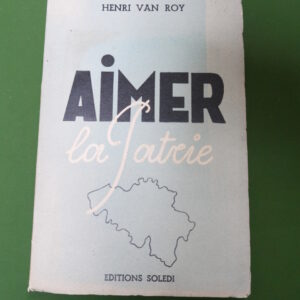 HENRI VAN ROY
AiMER
la Patrie
EDITIONS SOLEDI